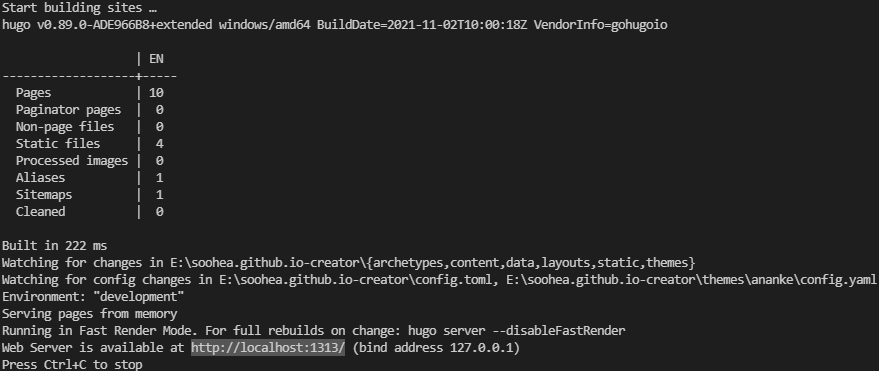 Start building sites …
hugo v0.89.0-ADE966B8+extended windows/amd64 BuildDate=2021-11-02T10:00:18Z VendorInfo=gohugoio
                   | EN
-------------------+-----
  Pages            | 10
  Paginator pages  |  0
  Non-page files   |  0
  Static files     |  4
  Processed images |  0
  Aliases          |  1
  Sitemaps         |  1
  Cleaned          |  0
Built in 222 ms
Watching for changes in E:\soohea.github.io-creator\{archetypes,content,data,layouts,static,themes}
Watching for config changes in E:\soohea.github.io-creator\config.toml, E:\soohea.github.io-creator\themes\ananke\config.yaml
Environment: "development"
Serving pages from memory
Running in Fast Render Mode. For full rebuilds on change: hugo server --disableFastRender
Web Server is available at http://localhost:1313/ (bind address 127.0.0.1)
Press Ctrl+C to stop